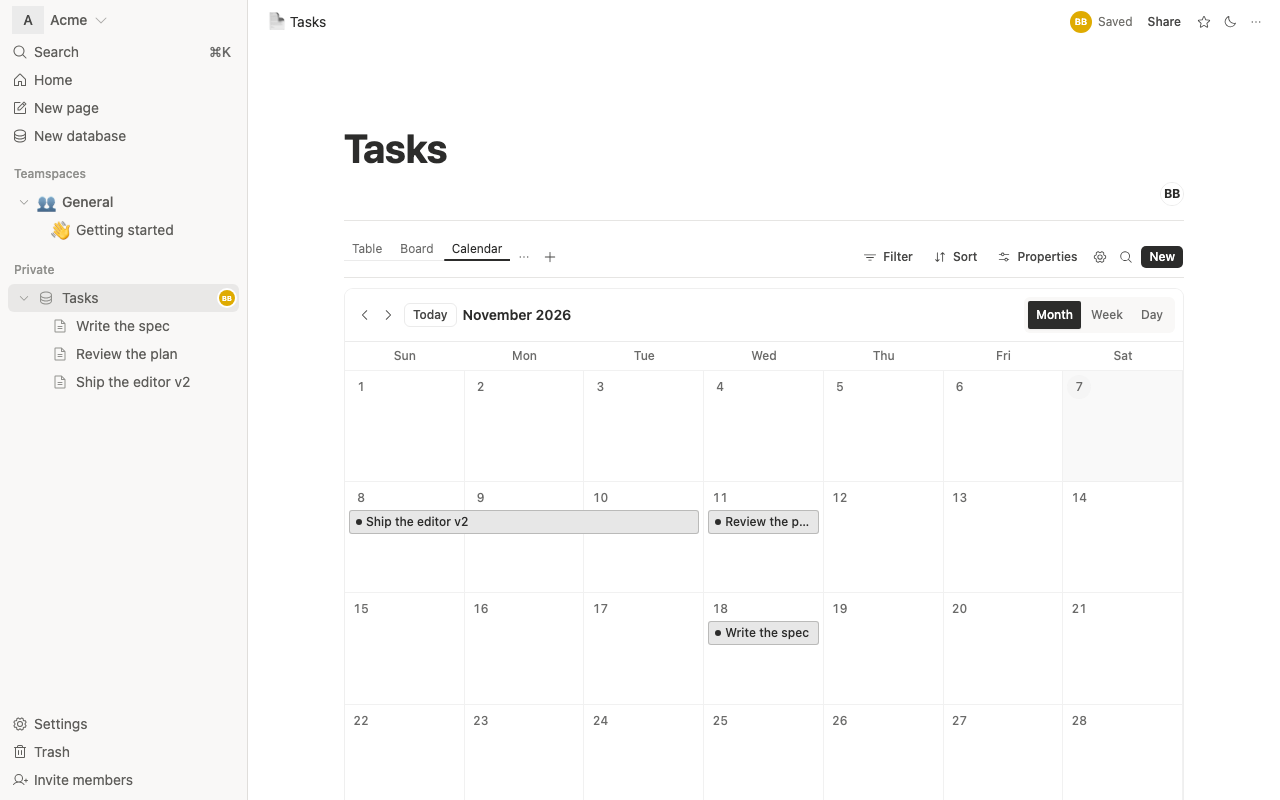 A Acme
Search ⌘K
Home
New page
New database
Teamspaces
General
Getting started
Private
Tasks BB
Write the spec
Review the plan
Ship the editor v2
Settings
Trash
Invite members
Tasks
BB Saved Share
Tasks
BB
Table Board Calendar
Filter Sort Properties New
Today November 2026
Month Week Day
Sun Mon Tue Wed Thu Fri Sat
1 2 3 4 5 6 7
8 9 10 11 12 13 14
Ship the editor v2 Review the p...
15 16 17 18 19 20 21
Write the spec
22 23 24 25 26 27 28